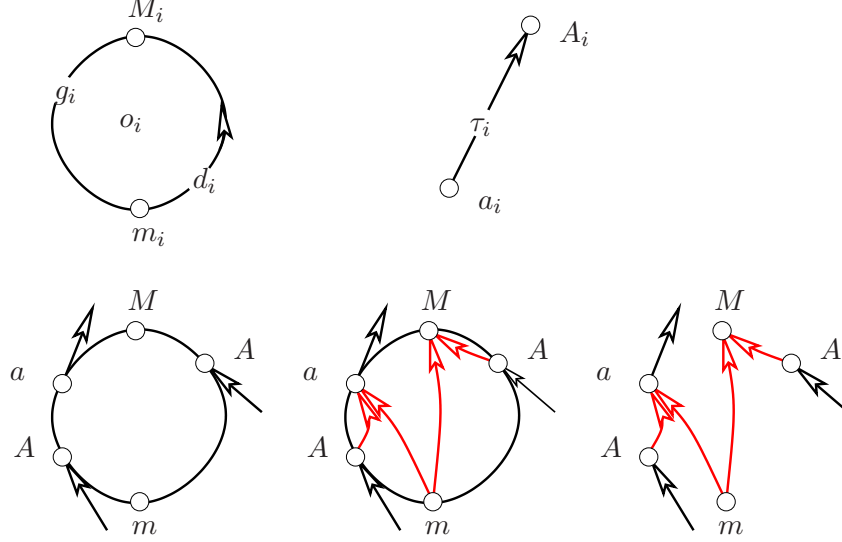 M_i
A_i
g_i
o_i
τ_i
d_i
a_i
m_i
M M M
A A A
a a
A A A
m m m